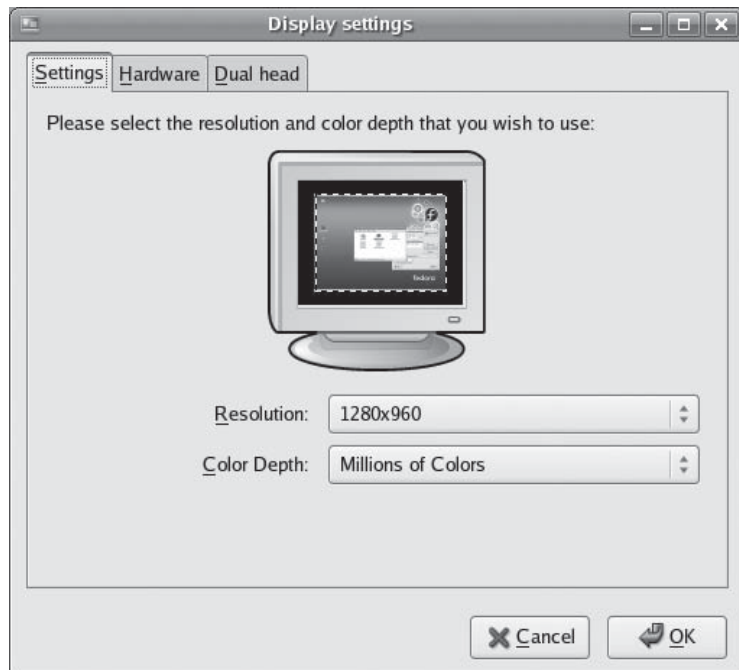 Display settings
Settings Hardware Dual head
Please select the resolution and color depth that you wish to use:
fedora
Resolution: 1280x960
Color Depth: Millions of Colors
Cancel OK